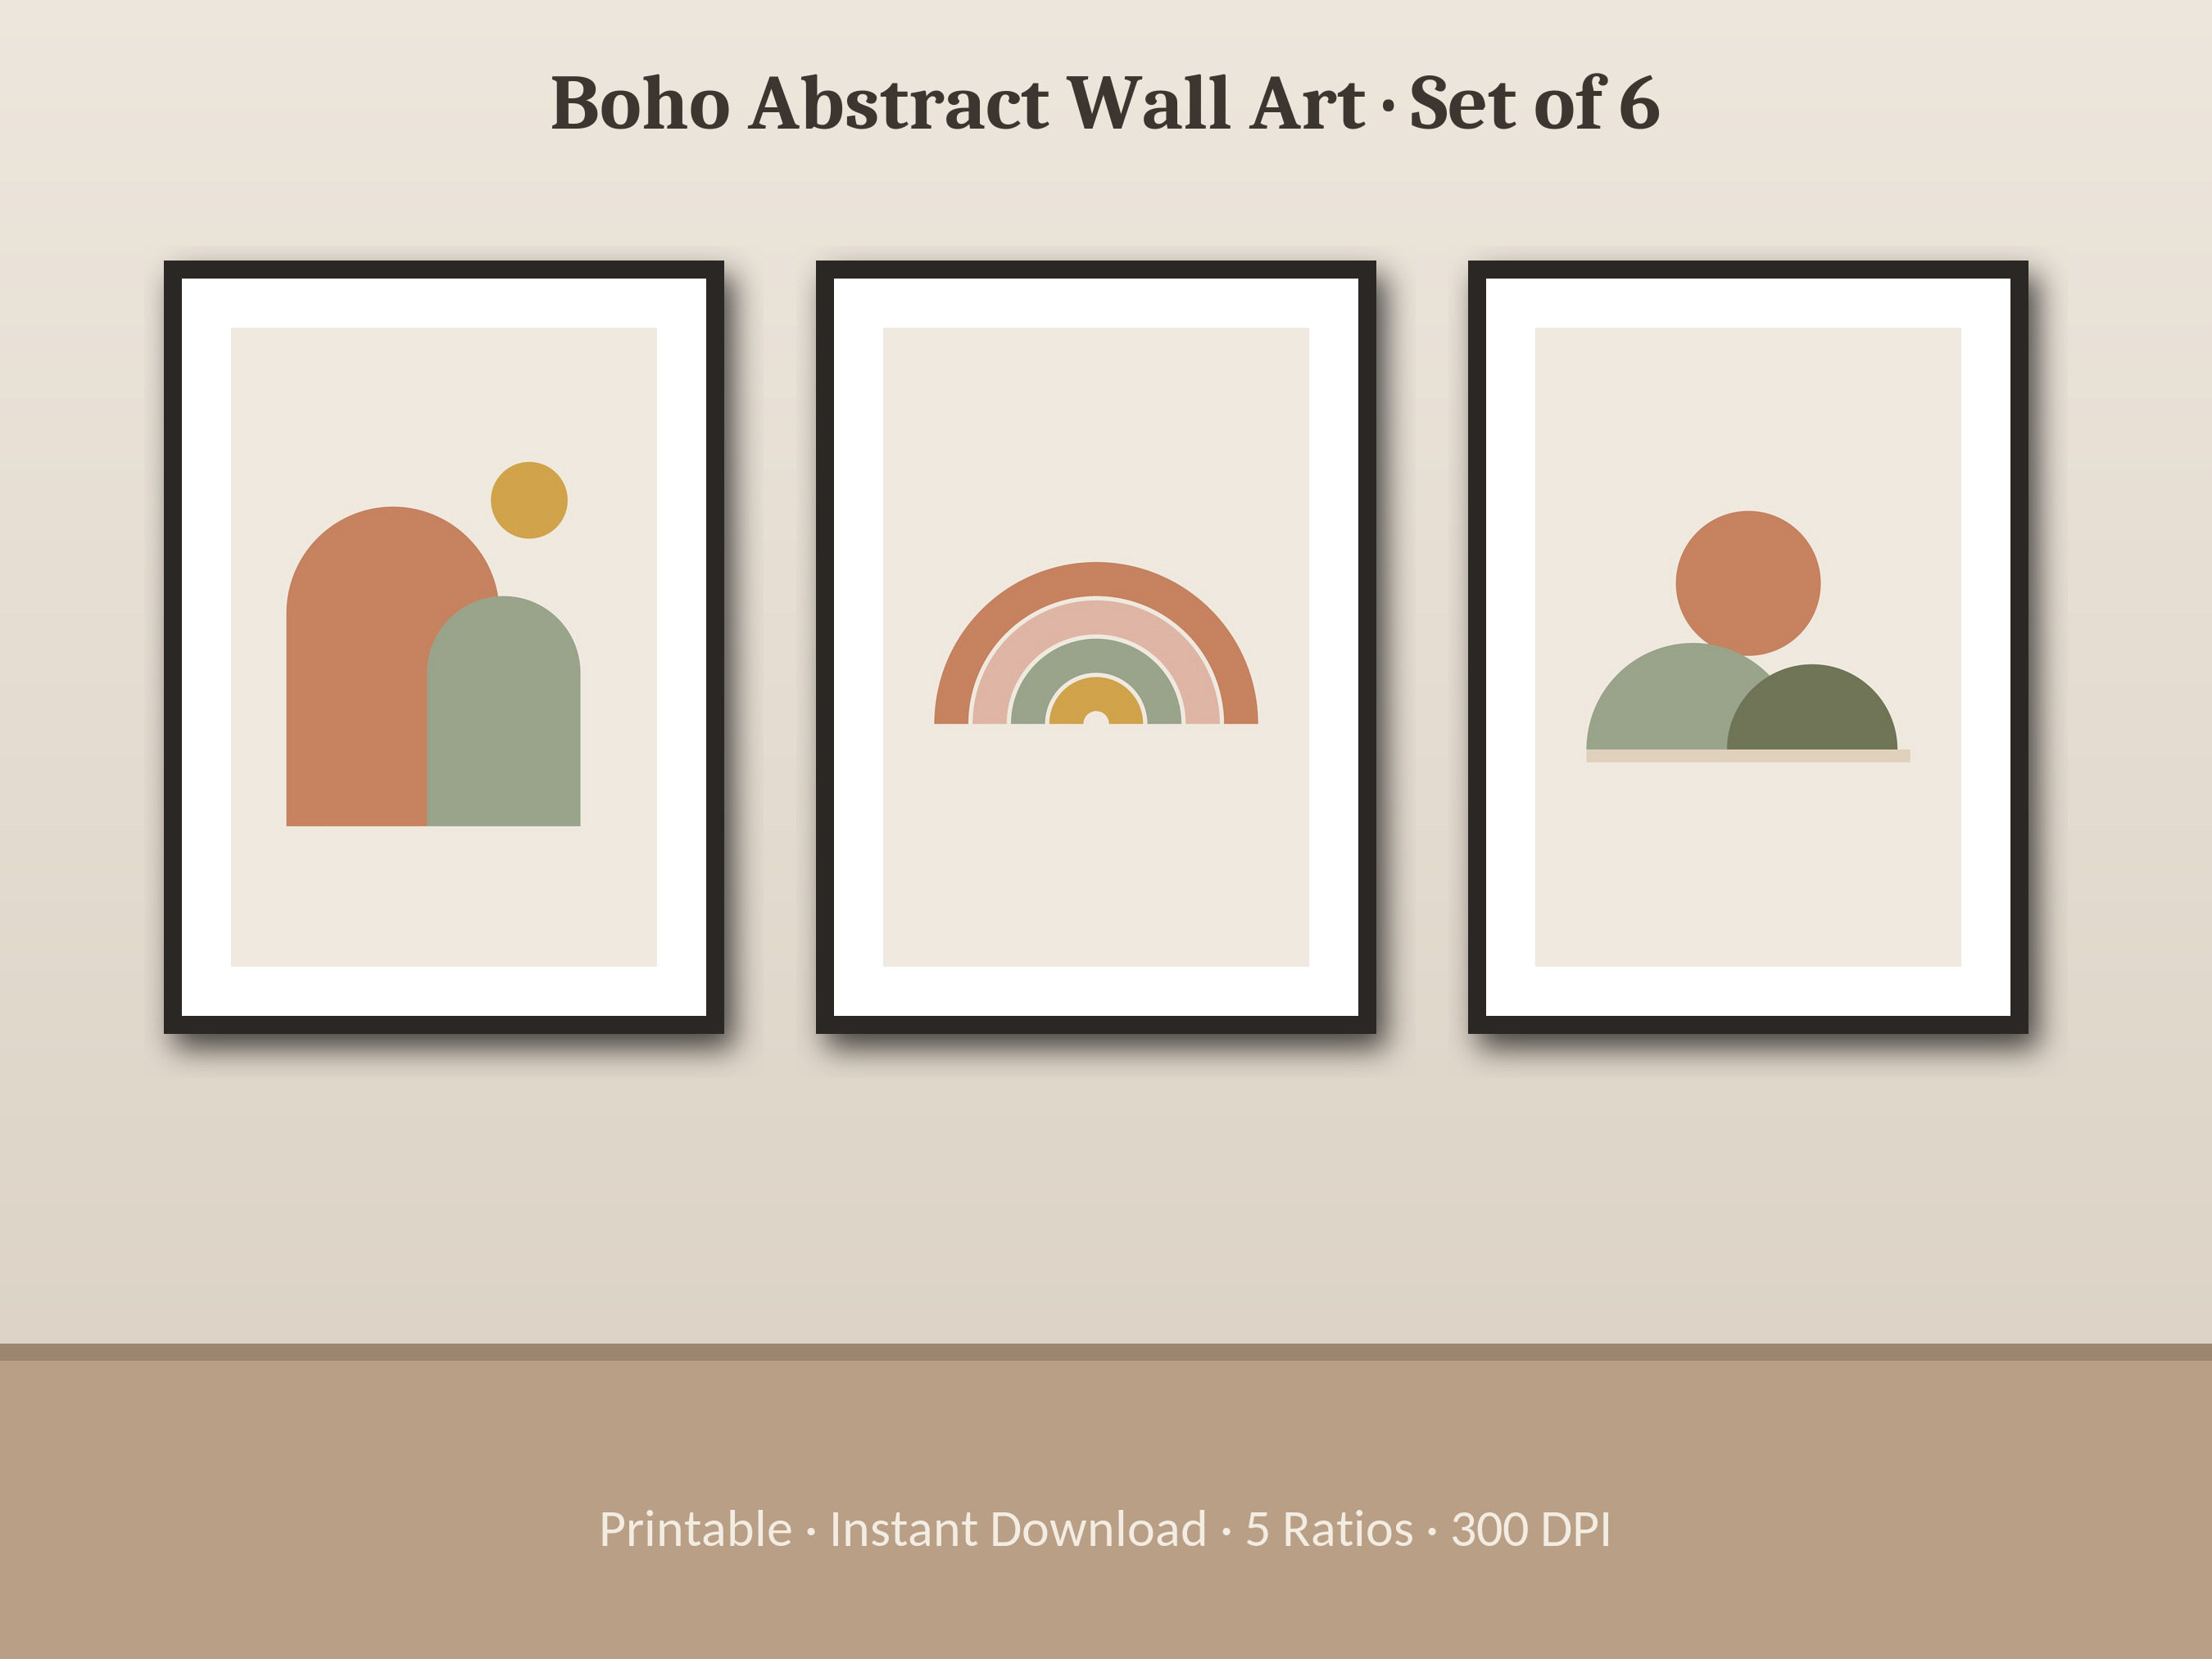 Boho Abstract Wall Art · Set of 6
Printable · Instant Download · 5 Ratios · 300 DPI